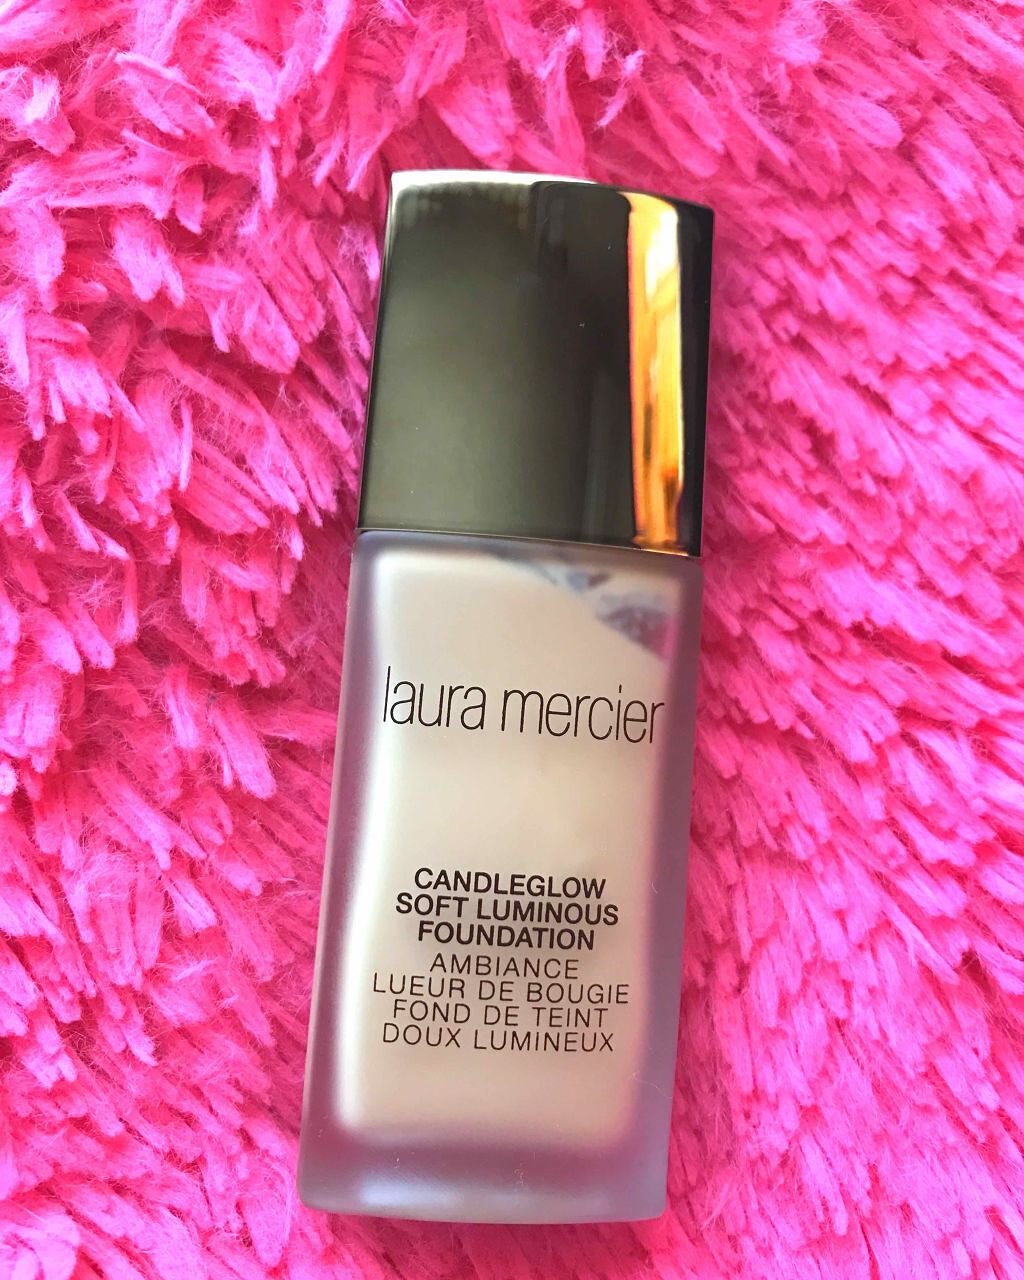 laura mercier
CANDLEGLOW
SOFT LUMINOUS
FOUNDATION
AMBIANCE
LUEUR DE BOUGIE
FOND DE TEINT
DOUX LUMINEUX